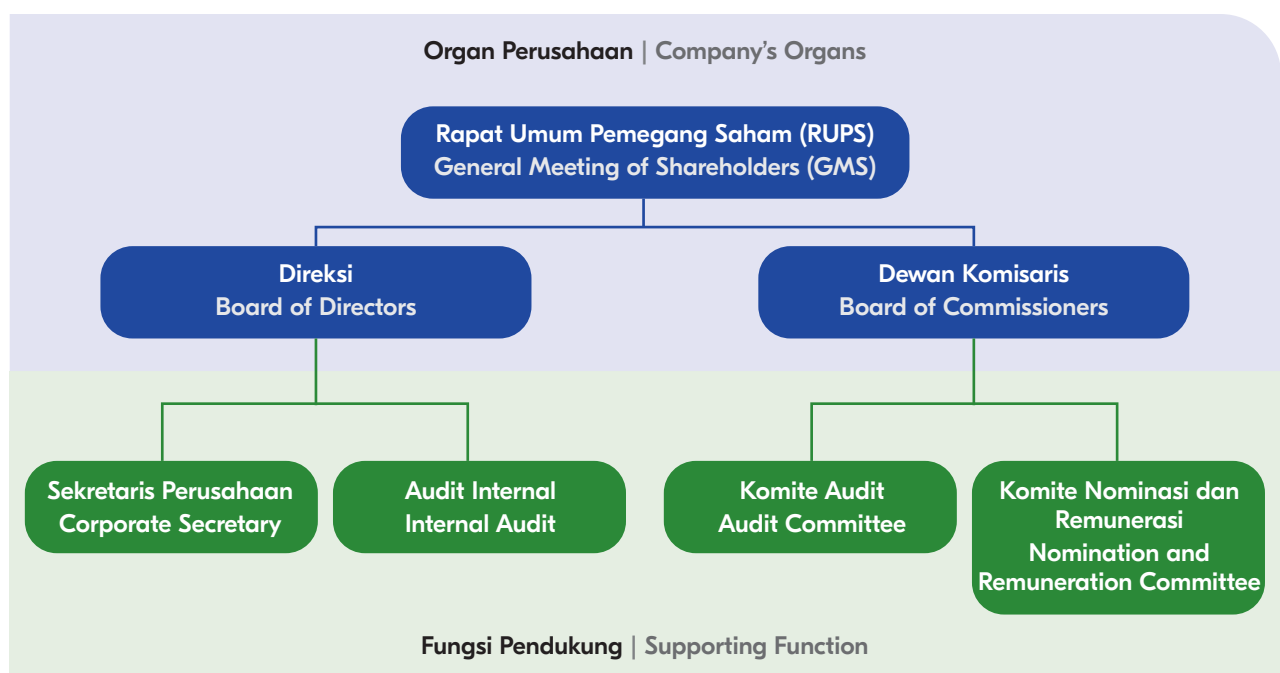 Organ Perusahaan | Company's Organs
Rapat Umum Pemegang Saham (RUPS)
General Meeting of Shareholders (GMS)
Direksi
Board of Directors
Dewan Komisaris
Board of Commissioners
Sekretaris Perusahaan
Corporate Secretary
Audit Internal
Internal Audit
Komite Audit
Audit Committee
Komite Nominasi dan
Remunerasi
Nomination and
Remuneration Committee
Fungsi Pendukung | Supporting Function